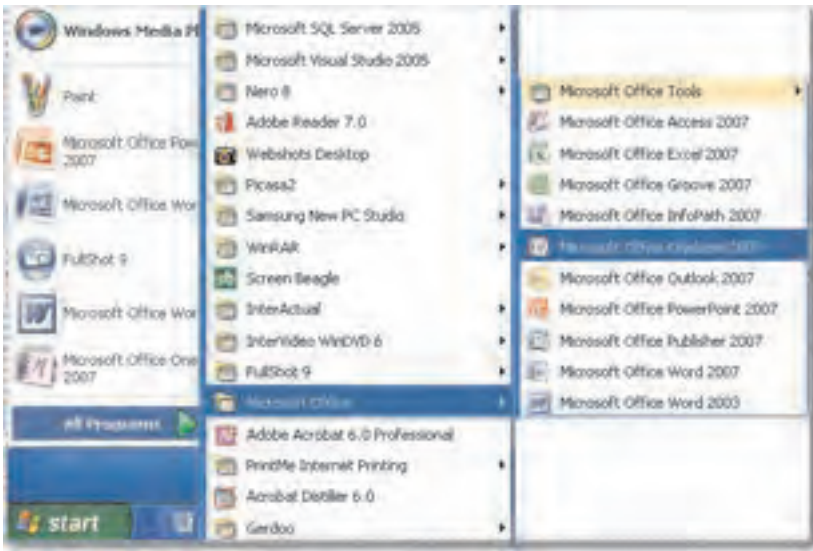 Windows Media Pl
Paint
Microsoft Office Pow
2007
Microsoft Office Wor
FullShot 9
Microsoft Office Wor
Microsoft Office One
2007
All Programs
start
Microsoft SQL Server 2005
Microsoft Visual Studio 2005
Nero 8
Adobe Reader 7.0
Webshots Desktop
Picasa2
Samsung New PC Studio
WinRAR
Screen Beagle
InterActual
InterVideo WinDVD 6
FullShot 9
Microsoft Office
Adobe Acrobat 6.0 Professional
PrintMe Internet Printing
Acrobat Distiller 6.0
Gerdoo
Microsoft Office Tools
Microsoft Office Access 2007
Microsoft Office Excel 2007
Microsoft Office Groove 2007
Microsoft Office InfoPath 2007
Microsoft Office OneNote 2007
Microsoft Office Outlook 2007
Microsoft Office PowerPoint 2007
Microsoft Office Publisher 2007
Microsoft Office Word 2007
Microsoft Office Word 2003